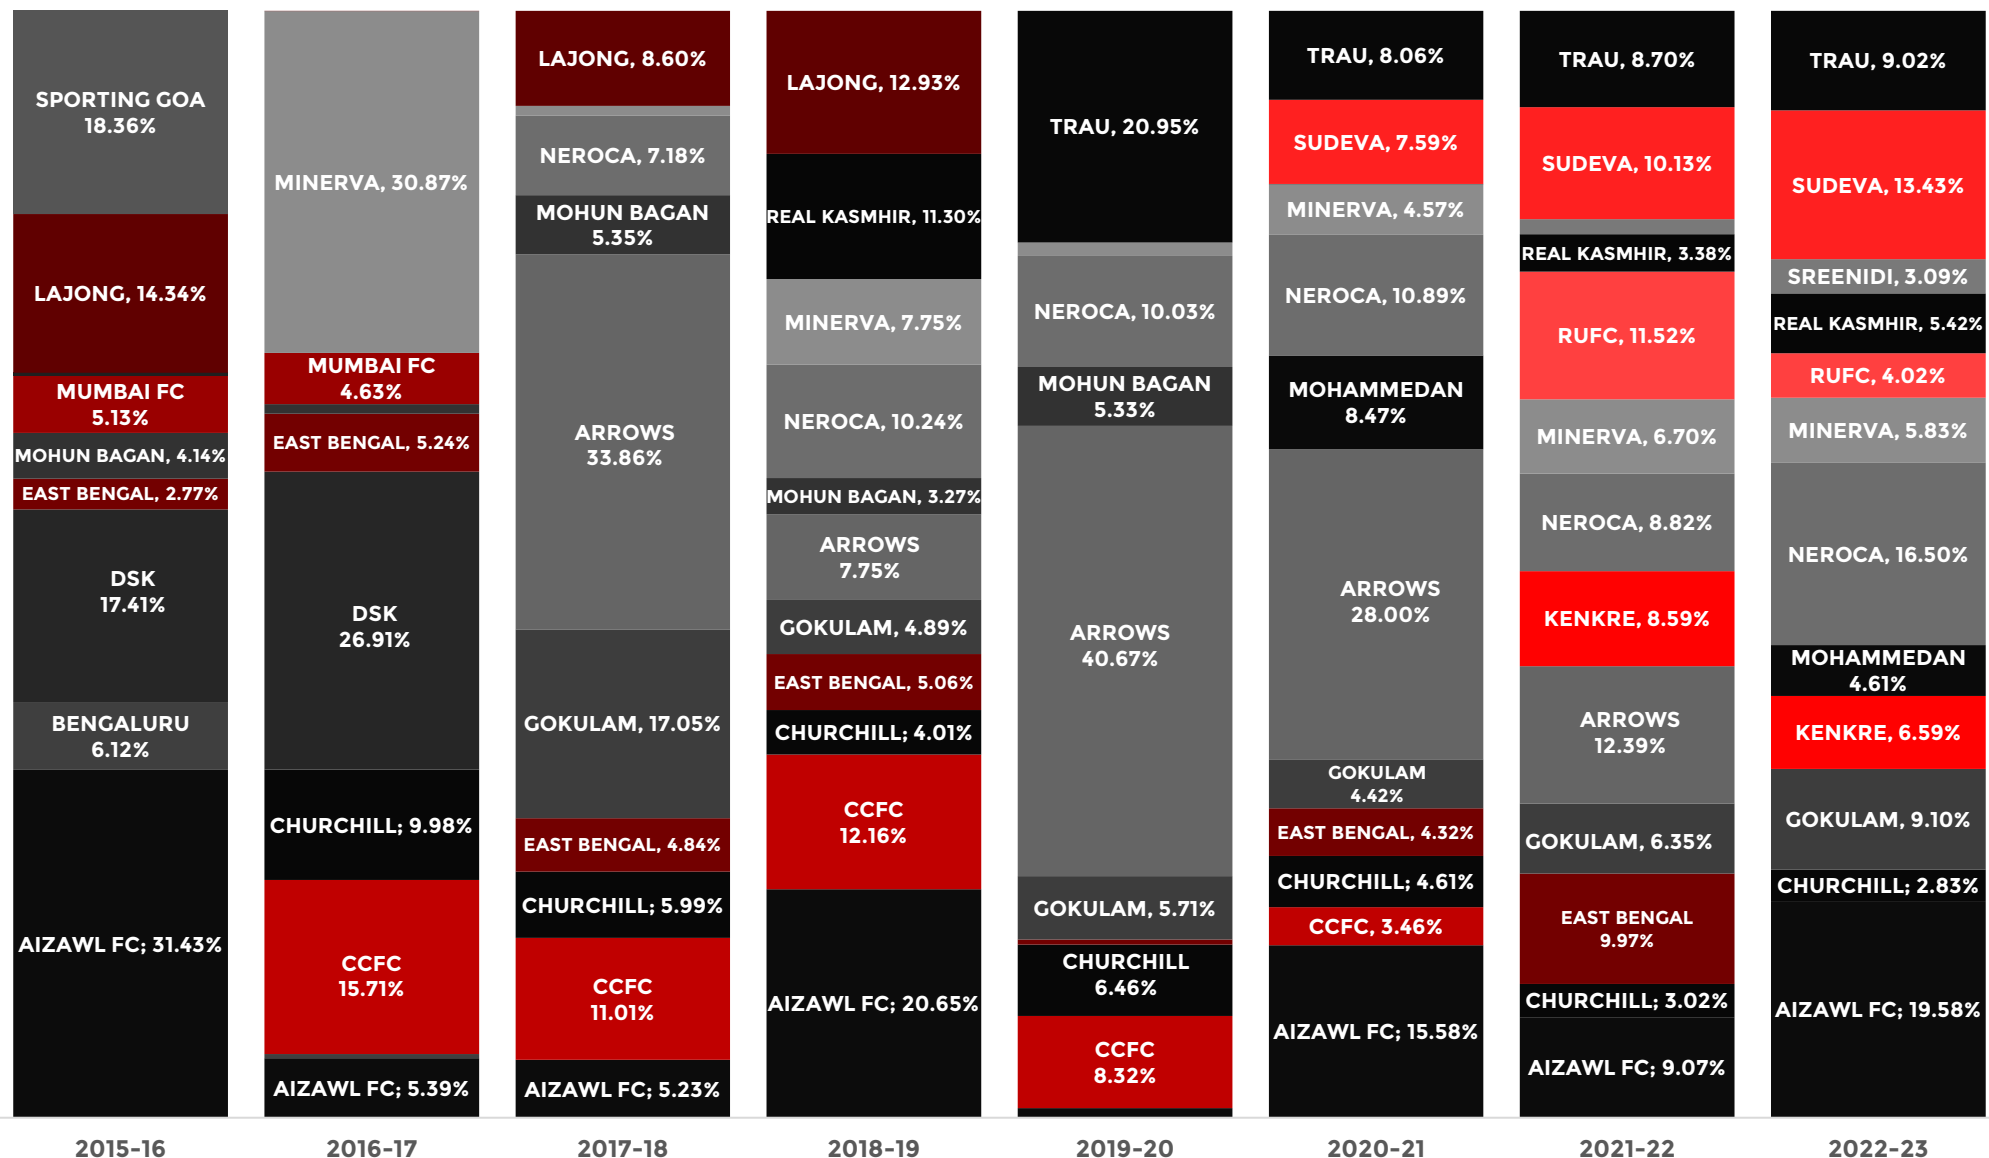 SPORTING GOA
18.36%
LAJONG, 14.34%
MUMBAI FC
5.13%
MOHUN BAGAN, 4.14%
EAST BENGAL, 2.77%
DSK
17.41%
BENGALURU
6.12%
AIZAWL FC; 31.43%
2015-16
MINERVA, 30.87%
MUMBAI FC
4.63%
EAST BENGAL, 5.24%
DSK
26.91%
CHURCHILL; 9.98%
CCFC
15.71%
AIZAWL FC; 5.39%
2016-17
LAJONG, 8.60%
NEROCA, 7.18%
MOHUN BAGAN
5.35%
ARROWS
33.86%
GOKULAM, 17.05%
EAST BENGAL, 4.84%
CHURCHILL; 5.99%
CCFC
11.01%
AIZAWL FC; 5.23%
2017-18
LAJONG, 12.93%
REAL KASMHIR, 11.30%
MINERVA, 7.75%
NEROCA, 10.24%
MOHUN BAGAN, 3.27%
ARROWS
7.75%
GOKULAM, 4.89%
EAST BENGAL, 5.06%
CHURCHILL; 4.01%
CCFC
12.16%
AIZAWL FC; 20.65%
2018-19
TRAU, 20.95%
NEROCA, 10.03%
MOHUN BAGAN
5.33%
ARROWS
40.67%
GOKULAM, 5.71%
CHURCHILL
6.46%
CCFC
8.32%
2019-20
TRAU, 8.06%
SUDEVA, 7.59%
MINERVA, 4.57%
NEROCA, 10.89%
MOHAMMEDAN
8.47%
ARROWS
28.00%
GOKULAM
4.42%
EAST BENGAL, 4.32%
CHURCHILL; 4.61%
CCFC, 3.46%
AIZAWL FC; 15.58%
2020-21
TRAU, 8.70%
SUDEVA, 10.13%
REAL KASMHIR, 3.38%
RUFC, 11.52%
MINERVA, 6.70%
NEROCA, 8.82%
KENKRE, 8.59%
ARROWS
12.39%
GOKULAM, 6.35%
EAST BENGAL
9.97%
CHURCHILL; 3.02%
AIZAWL FC; 9.07%
2021-22
TRAU, 9.02%
SUDEVA, 13.43%
SREENIDI, 3.09%
REAL KASMHIR, 5.42%
RUFC, 4.02%
MINERVA, 5.83%
NEROCA, 16.50%
MOHAMMEDAN
4.61%
KENKRE, 6.59%
GOKULAM, 9.10%
CHURCHILL; 2.83%
AIZAWL FC; 19.58%
2022-23